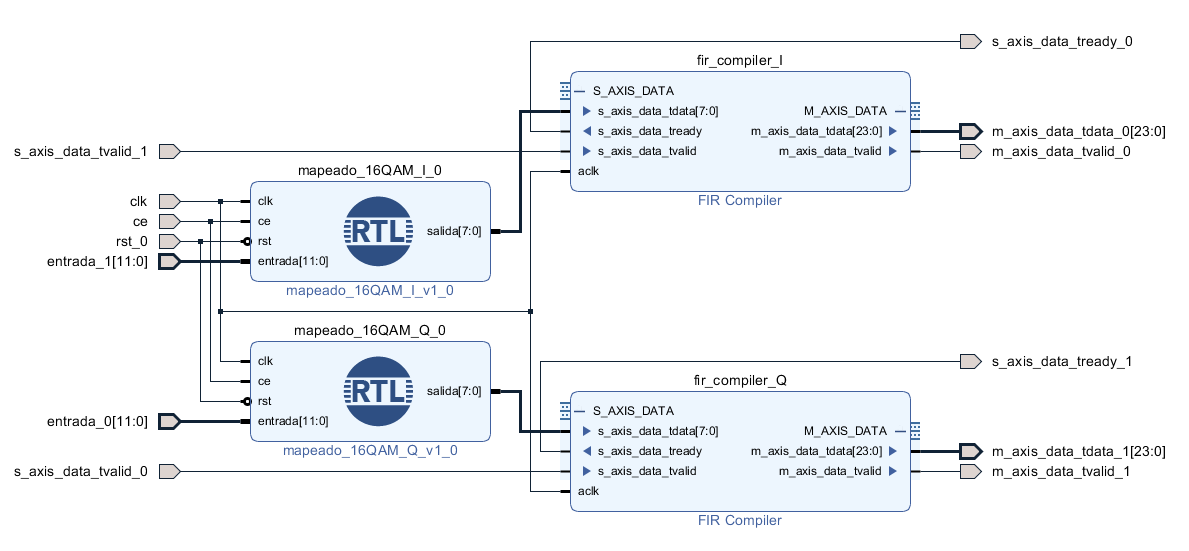 s_axis_data_tready_0
fir_compiler_I
S_AXIS_DATA
s_axis_data_tdata[7:0]
M_AXIS_DATA
s_axis_data_tready
m_axis_data_tdata[23:0]
m_axis_data_tdata_0[23:0]
s_axis_data_tvalid_1
s_axis_data_tvalid
m_axis_data_tvalid
m_axis_data_tvalid_0
aclk
FIR Compiler
mapeado_16QAM_I_0
clk
clk
ce
ce
rst_0
rst
RTL
salida[7:0]
entrada_1[11:0]
entrada[11:0]
mapeado_16QAM_I_v1_0
mapeado_16QAM_Q_0
clk
ce
rst
RTL
salida[7:0]
entrada_0[11:0]
entrada[11:0]
mapeado_16QAM_Q_v1_0
s_axis_data_tready_1
fir_compiler_Q
S_AXIS_DATA
s_axis_data_tdata[7:0]
M_AXIS_DATA
s_axis_data_tready
m_axis_data_tdata[23:0]
m_axis_data_tdata_1[23:0]
s_axis_data_tvalid_0
s_axis_data_tvalid
m_axis_data_tvalid
m_axis_data_tvalid_1
aclk
FIR Compiler